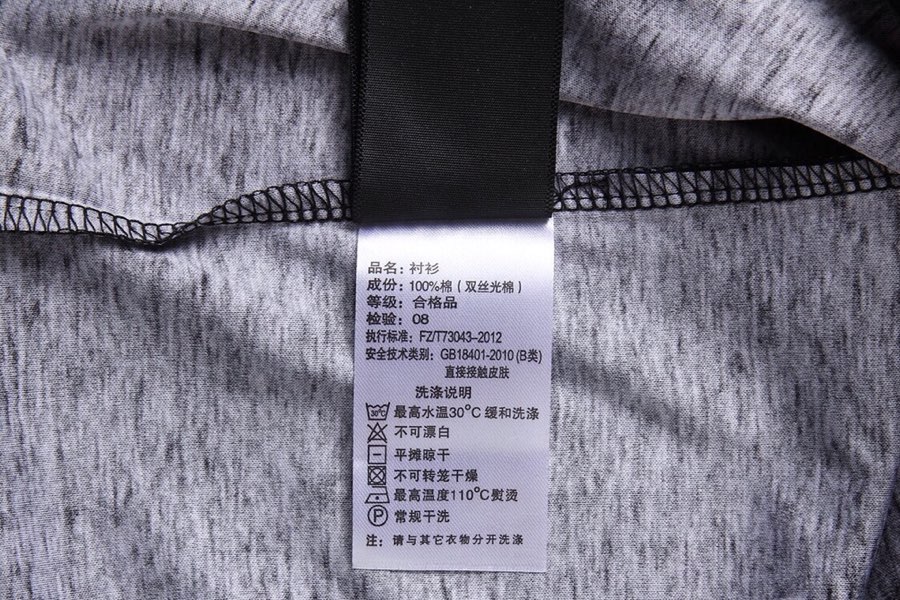 品名：衬衫
成份：100%棉（双丝光棉）
等级：合格品
检验：08
执行标准：FZ/T73043–2012
安全技术类别：GB18401-2010 (B类)
直接接触皮肤
洗涤说明
30℃ 最高水温30℃ 缓和洗涤
不可漂白
平摊晾干
不可转笼干燥
最高温度110℃熨烫
P 常规干洗
注：请与其它衣物分开洗涤